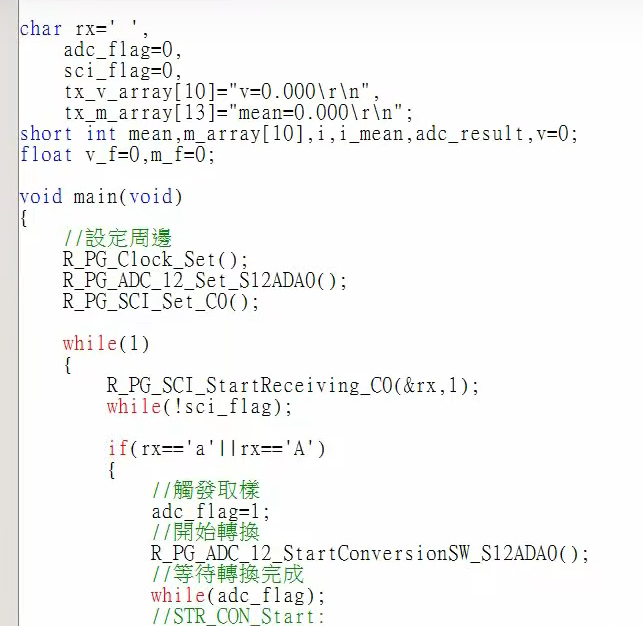 char rx=' ',
    adc_flag=0,
    sci_flag=0,
    tx_v_array[10]="v=0.000\r\n",
    tx_m_array[13]="mean=0.000\r\n";
short int mean,m_array[10],i,i_mean,adc_result,v=0;
float v_f=0,m_f=0;

void main(void)
{
    //設定周邊
    R_PG_Clock_Set();
    R_PG_ADC_12_Set_S12ADA0();
    R_PG_SCI_Set_C0();

    while(1)
    {
        R_PG_SCI_StartReceiving_C0(&rx,1);
        while(!sci_flag);

        if(rx=='a'||rx=='A')
        {
            //觸發取樣
            adc_flag=1;
            //開始轉換
            R_PG_ADC_12_StartConversionSW_S12ADA0();
            //等待轉換完成
            while(adc_flag);
            //STR_CON_Start: